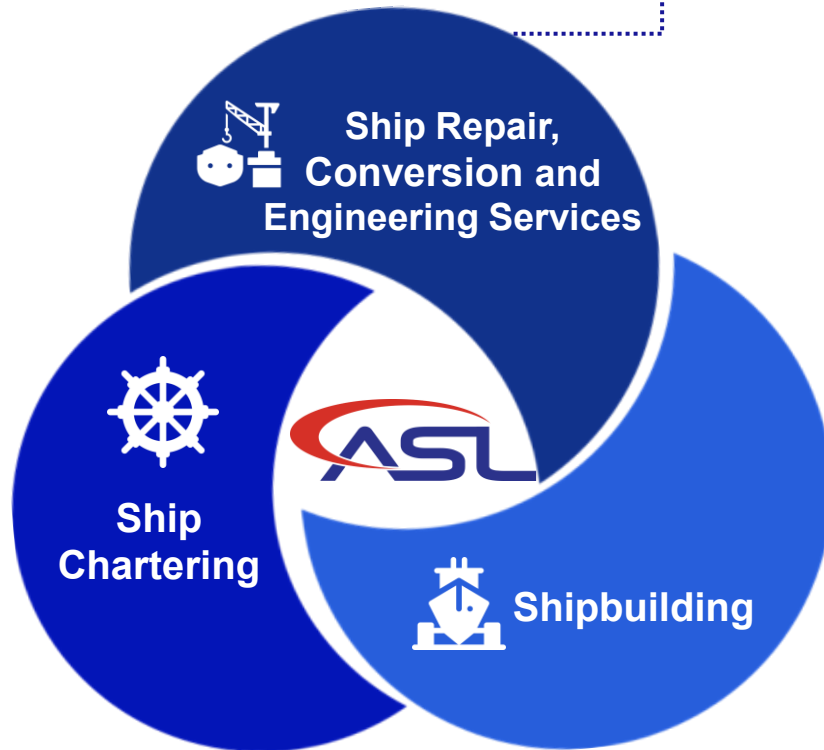 Ship Repair,
Conversion and
Engineering Services
ASL
Ship
Chartering
Shipbuilding